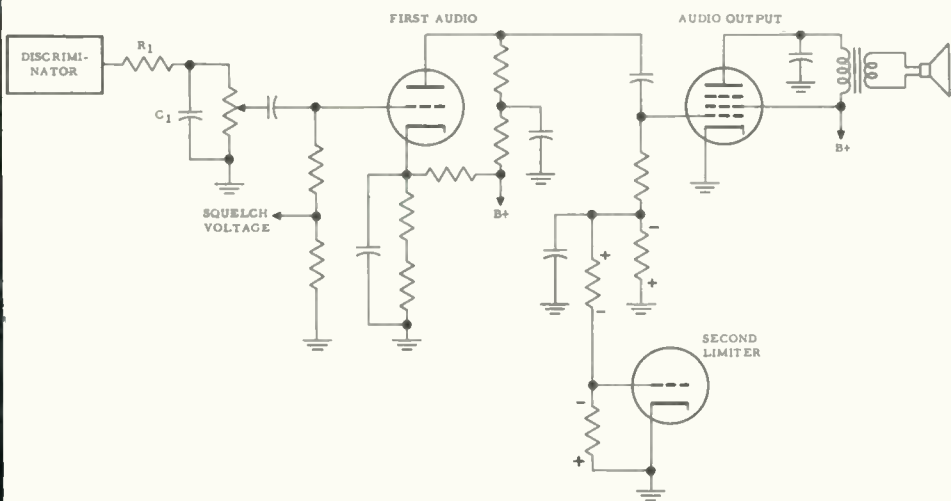 FIRST AUDIO
AUDIO OUTPUT
DISCRIMI-
NATOR
R1
C1
B+
B+
SQUELCH
VOLTAGE
-
+
+
-
SECOND
LIMITER
-
+